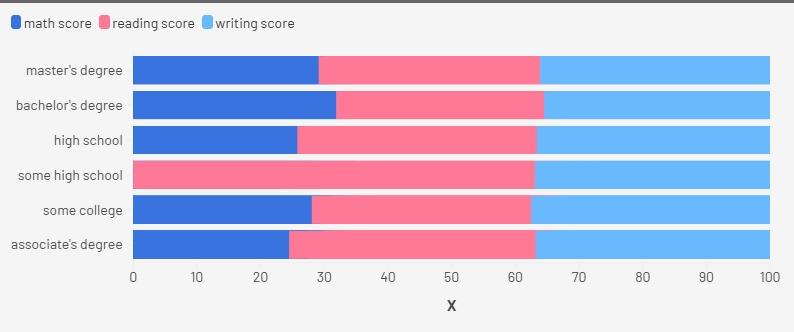 math score reading score writing score
master's degree
bachelor's degree
high school
some high school
some college
associate's degree
0 10 20 30 40 50 60 70 80 90 100
X